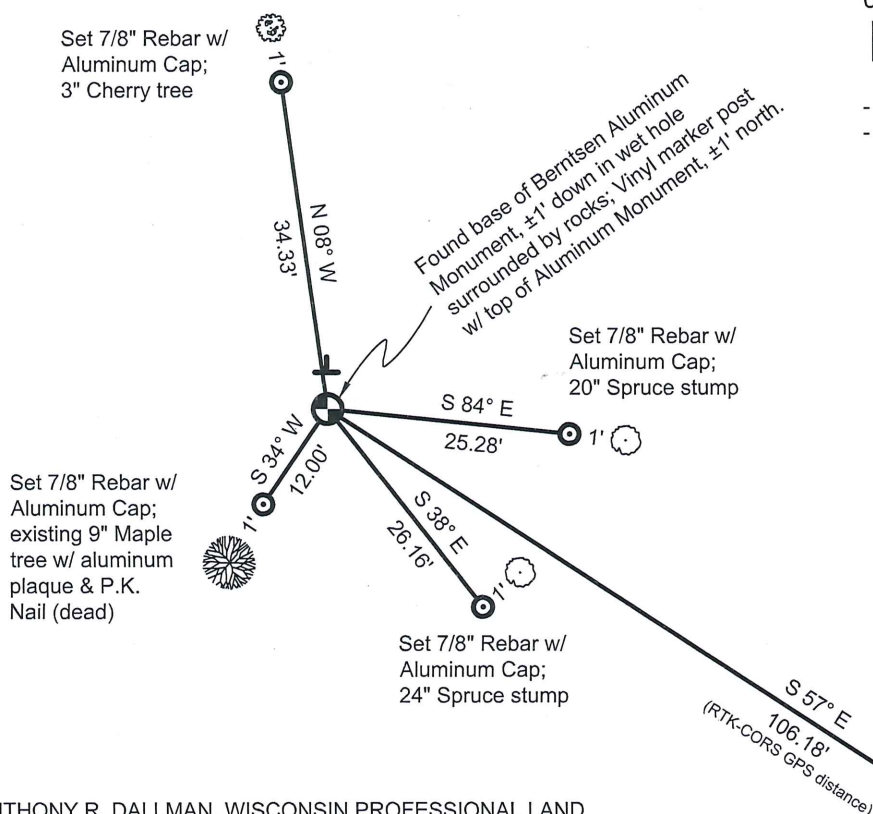 Set 7/8" Rebar w/
Aluminum Cap;
3" Cherry tree
1'
N 08° W
34.33'
Found base of Berntsen Aluminum
Monument, ±1' down in wet hole
surrounded by rocks; Vinyl marker post
w/ top of Aluminum Monument, ±1' north.
Set 7/8" Rebar w/
Aluminum Cap;
20" Spruce stump
S 84° E
25.28'
1'
S 34° W
12.00'
1'
Set 7/8" Rebar w/
Aluminum Cap;
existing 9" Maple
tree w/ aluminum
plaque & P.K.
Nail (dead)
S 38° E
26.16'
1'
Set 7/8" Rebar w/
Aluminum Cap;
24" Spruce stump
S 57° E
106.18'
(RTK-CORS GPS distance)
R. DALLMAN, WISCONSIN PROFESSIONAL LAND